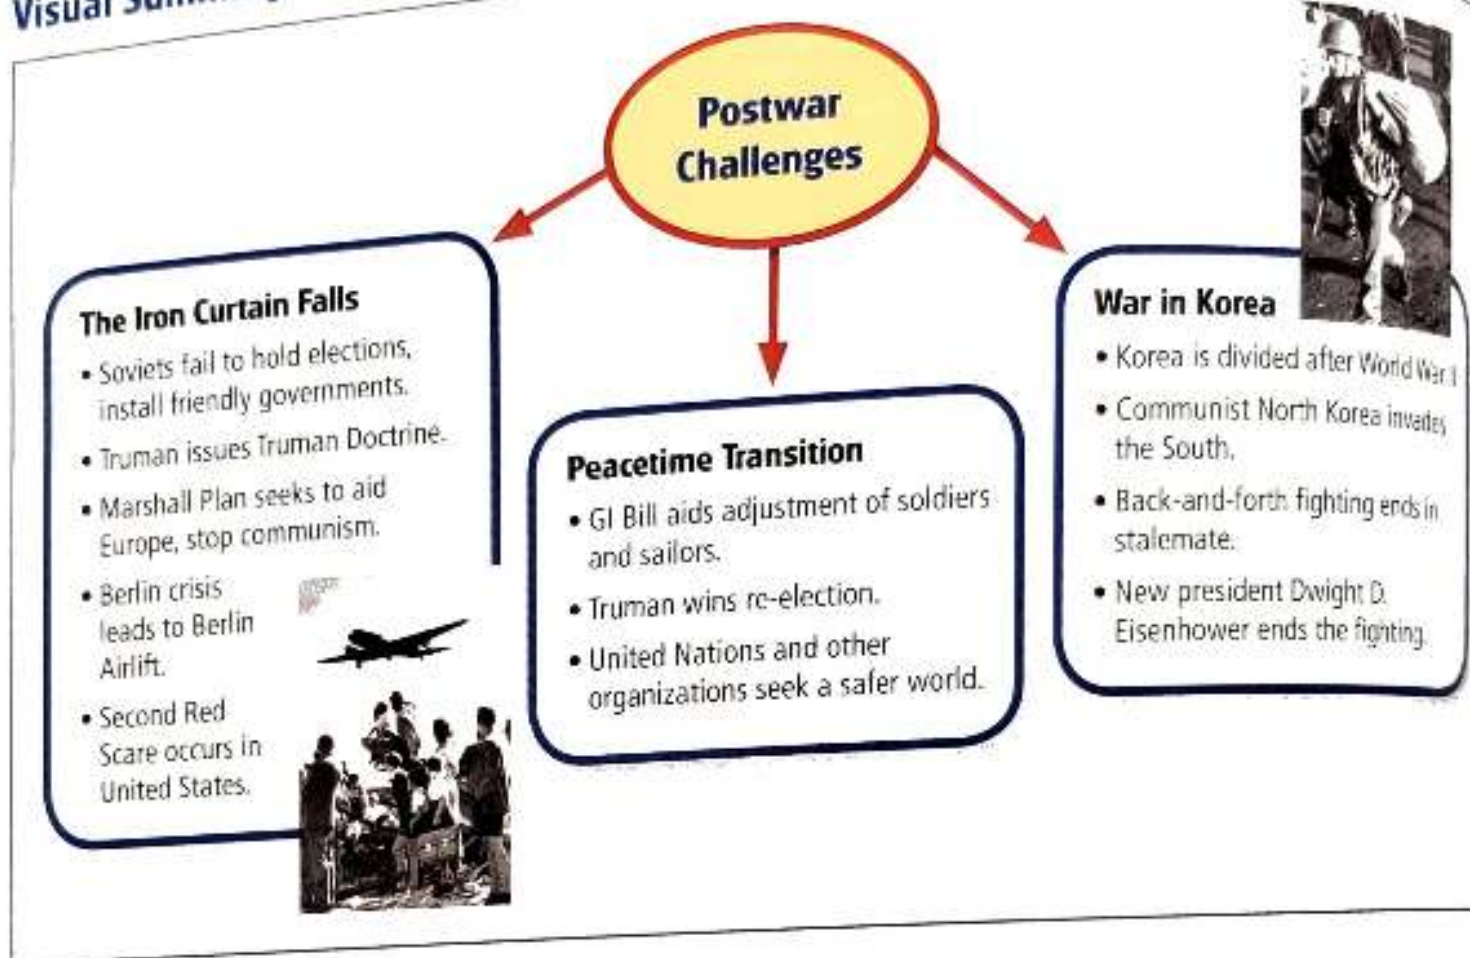 Visual
Postwar
Challenges
The Iron Curtain Falls
• Soviets fail to hold elections,
install friendly governments.
• Truman issues Truman Doctrine.
• Marshall Plan seeks to aid
Europe, stop communism.
• Berlin crisis
leads to Berlin
Airlift.
• Second Red
Scare occurs in
United States.
Peacetime Transition
• GI Bill aids adjustment of soldiers
and sailors.
• Truman wins re-election.
• United Nations and other
organizations seek a safer world.
War in Korea
• Korea is divided after World War
• Communist North Korea invades
the South.
• Back-and-forth fighting ends in
stalemate.
• New president Dwight D.
Eisenhower ends the fighting.